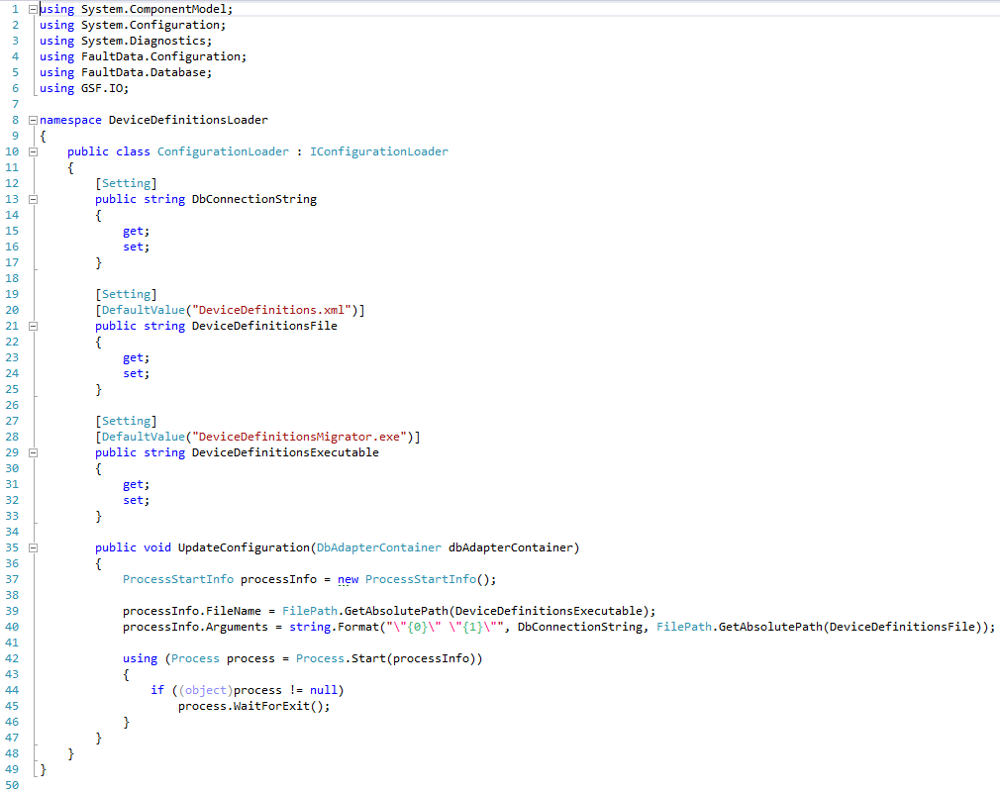 1 using System.ComponentModel;
2 using System.Configuration;
3 using System.Diagnostics;
4 using FaultData.Configuration;
5 using FaultData.Database;
6 using GSF.IO;
7
8 namespace DeviceDefinitionsLoader
9 {
10     public class ConfigurationLoader : IConfigurationLoader
11     {
12         [Setting]
13         public string DbConnectionString
14         {
15             get;
16             set;
17         }
18
19         [Setting]
20         [DefaultValue("DeviceDefinitions.xml")]
21         public string DeviceDefinitionsFile
22         {
23             get;
24             set;
25         }
26
27         [Setting]
28         [DefaultValue("DeviceDefinitionsMigrator.exe")]
29         public string DeviceDefinitionsExecutable
30         {
31             get;
32             set;
33         }
34
35         public void UpdateConfiguration(DbAdapterContainer dbAdapterContainer)
36         {
37             ProcessStartInfo processInfo = new ProcessStartInfo();
38
39             processInfo.FileName = FilePath.GetAbsolutePath(DeviceDefinitionsExecutable);
40             processInfo.Arguments = string.Format("\"{0}\" \"{1}\"", DbConnectionString, FilePath.GetAbsolutePath(DeviceDefinitionsFile));
41
42             using (Process process = Process.Start(processInfo))
43             {
44                 if ((object)process != null)
45                     process.WaitForExit();
46             }
47         }
48     }
49 }
50